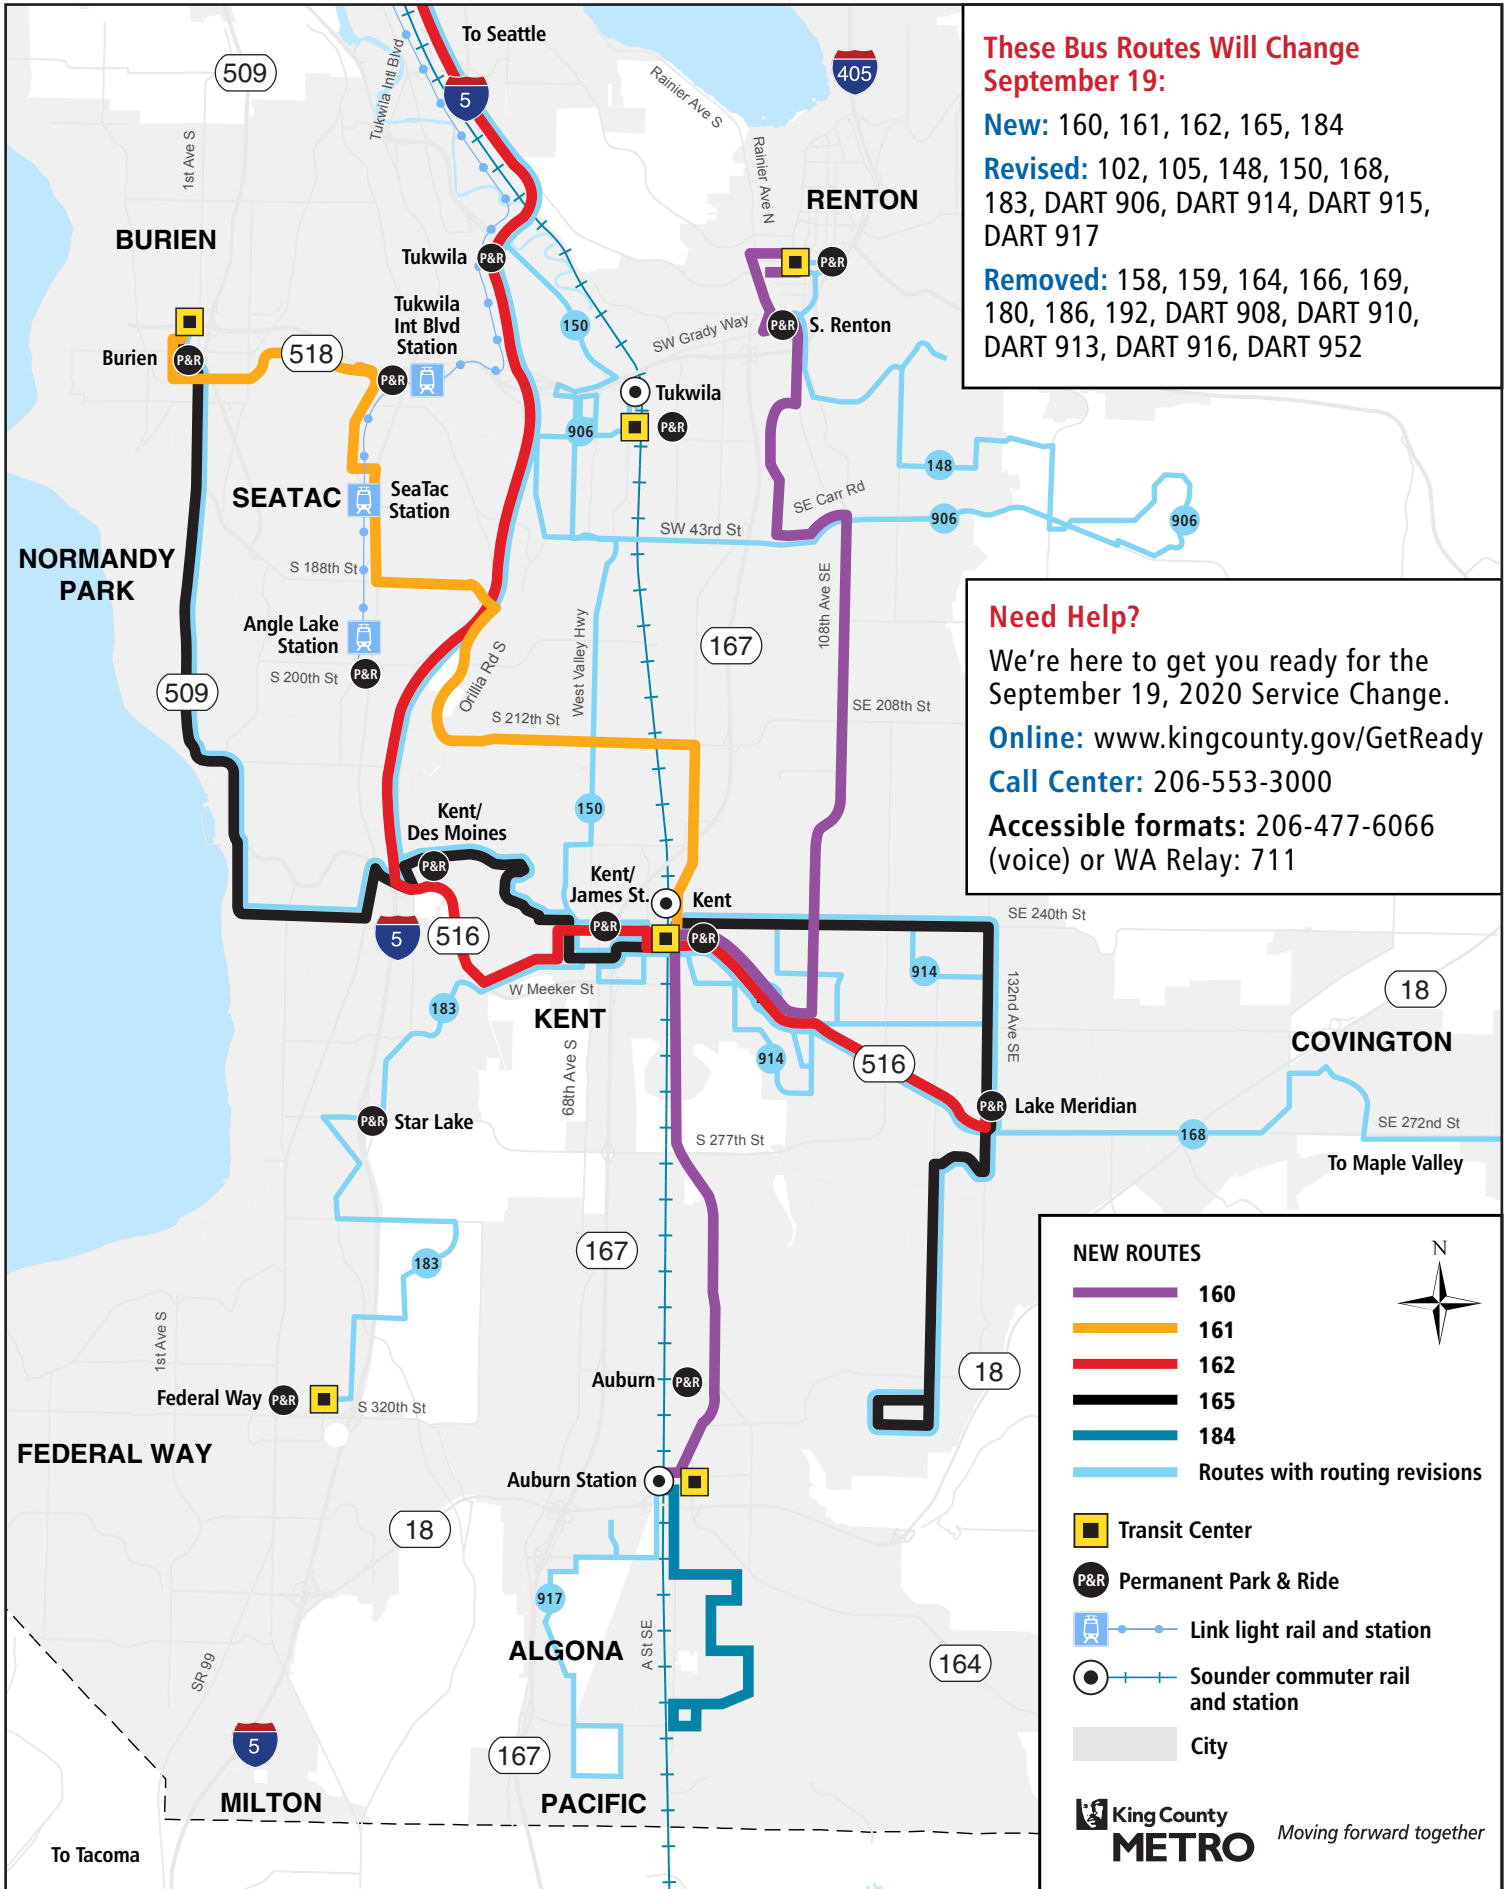 To Seattle
509
5
405
Tukwila Intl Blvd
Rainier Ave S
Rainier Ave N
1st Ave S
RENTON
BURIEN
Tukwila
P&R
P&R
Tukwila
Int Blvd
Station
150
SW Grady Way
P&R
S. Renton
Burien
P&R
518
P&R
Tukwila
906
P&R
148
SEATAC
SeaTac
Station
SE Carr Rd
SW 43rd St
906
906
NORMANDY
PARK
S 188th St
108th Ave SE
Angle Lake
Station
S 200th St
P&R
Orillia Rd S
West Valley Hwy
167
509
S 212th St
SE 208th St
Kent/
Des Moines
P&R
150
Kent/
James St.
P&R
Kent
P&R
SE 240th St
5
516
914
132nd Ave SE
18
W Meeker St
183
KENT
COVINGTON
68th Ave S
914
516
P&R
Star Lake
P&R
Lake Meridian
S 277th St
168
SE 272nd St
To Maple Valley
167
183
1st Ave S
18
Federal Way
P&R
S 320th St
Auburn
P&R
FEDERAL WAY
Auburn Station
18
917
ALGONA
A St SE
164
SR 99
5
167
MILTON
PACIFIC
To Tacoma
These Bus Routes Will Change
September 19:
New: 160, 161, 162, 165, 184
Revised: 102, 105, 148, 150, 168,
183, DART 906, DART 914, DART 915,
DART 917
Removed: 158, 159, 164, 166, 169,
180, 186, 192, DART 908, DART 910,
DART 913, DART 916, DART 952
Need Help?
We're here to get you ready for the
September 19, 2020 Service Change.
Online: www.kingcounty.gov/GetReady
Call Center: 206-553-3000
Accessible formats: 206-477-6066
(voice) or WA Relay: 711
NEW ROUTES
N
160
161
162
165
184
Routes with routing revisions
Transit Center
P&R Permanent Park & Ride
Link light rail and station
Sounder commuter rail
and station
City
King County
METRO
Moving forward together